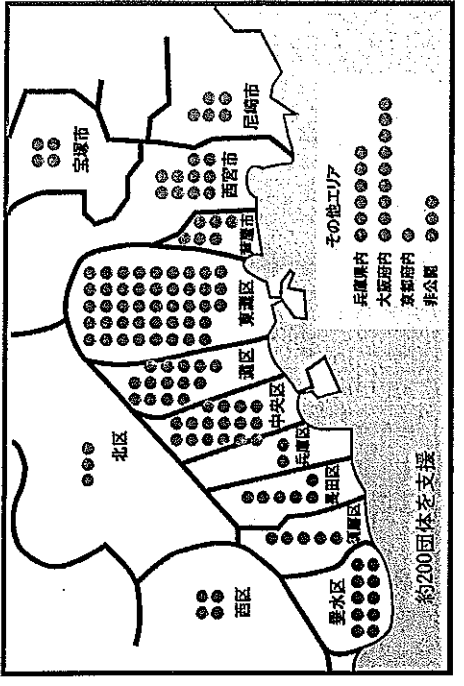 宝塚市
尼崎市
西宮市
芦屋市
東灘区
灘区
中央区
兵庫区
長田区
須磨区
垂水区
西区
北区
その他エリア
兵庫県内
大阪府内
京都府内
非公開
約200団体を支援